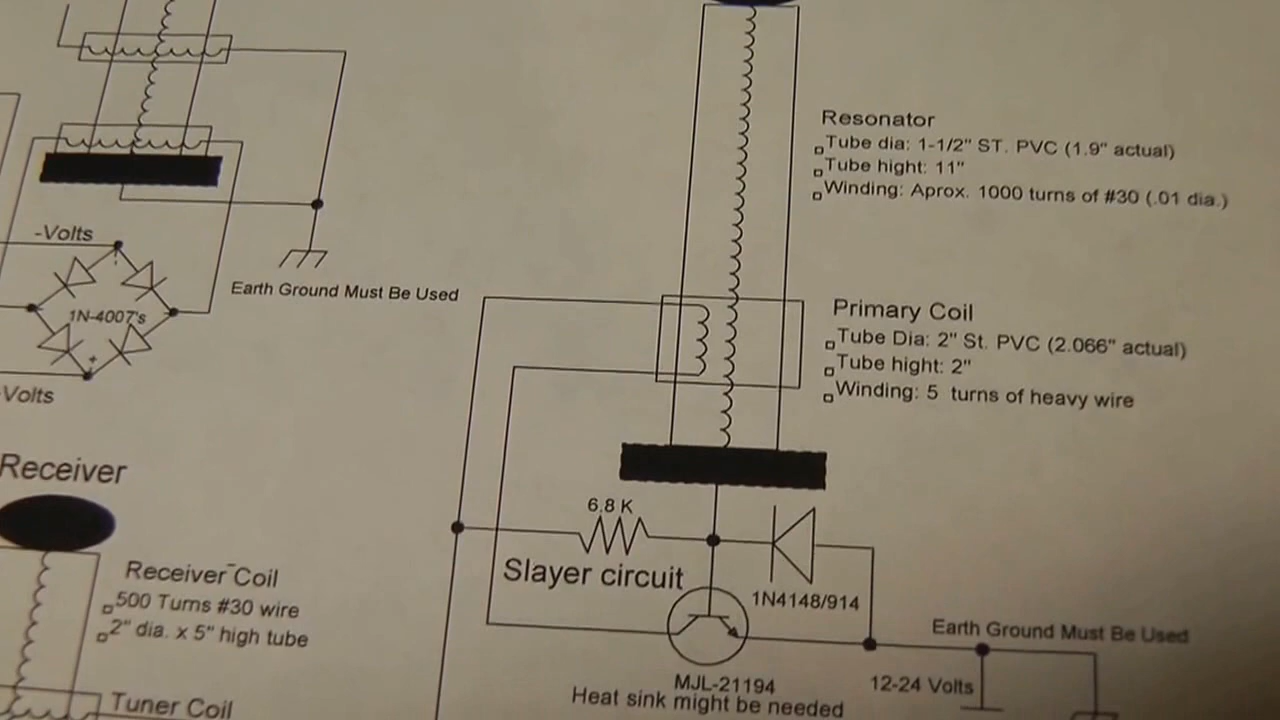 Resonator
Tube dia: 1-1/2" ST. PVC (1.9" actual)
Tube hight: 11"
Winding: Aprox. 1000 turns of #30 (.01 dia.)
-Volts
1N-4007's
+
Earth Ground Must Be Used
Volts
Primary Coil
Tube Dia: 2" St. PVC (2.066" actual)
Tube hight: 2"
Winding: 5 turns of heavy wire
Receiver
Receiver Coil
500 Turns #30 wire
2" dia. x 5" high tube
Tuner Coil
6.8 K
Slayer circuit
1N4148/914
Earth Ground Must Be Used
MJL-21194
Heat sink might be needed
12-24 Volts